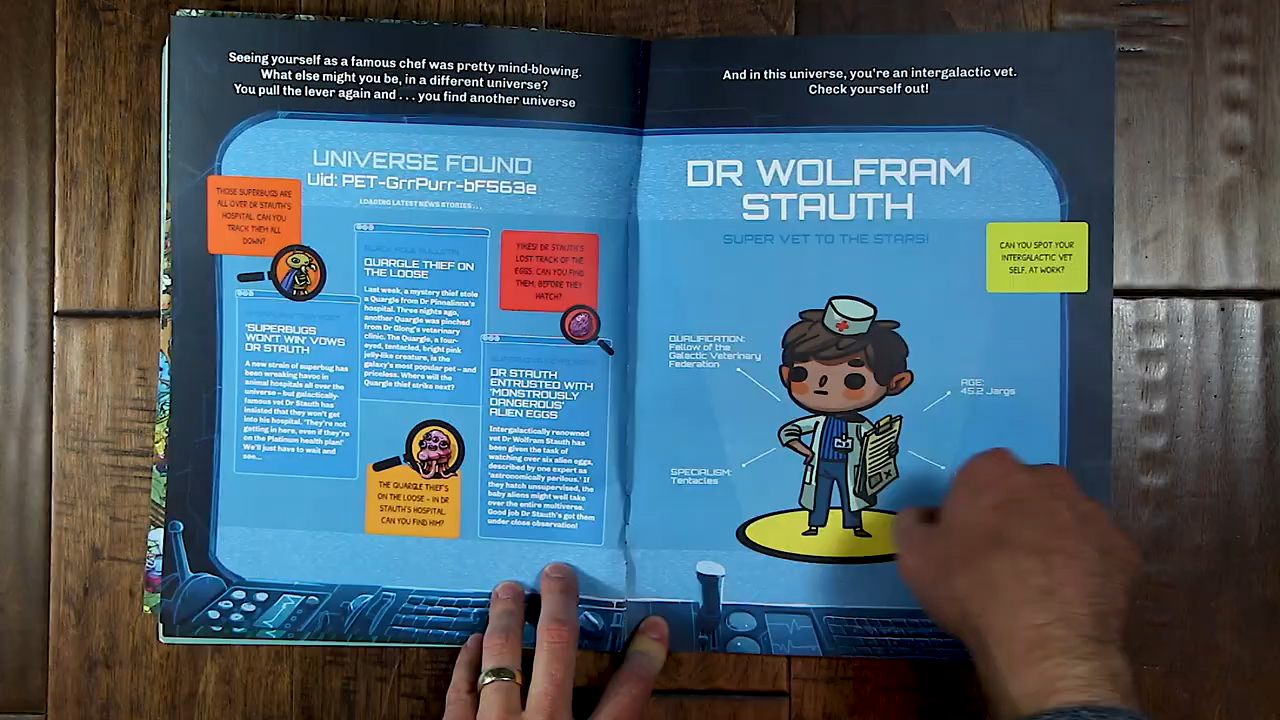 Seeing yourself as a famous chef was pretty mind-blowing.
What else might you be, in a different universe?
You pull the lever again and . . . you find another universe
UNIVERSE FOUND
Uid: PET-GrrPurr-bF563e
LOADING LATEST NEWS STORIES . . .
THOSE SUPERBUGS ARE
ALL OVER DR STAUTH'S
HOSPITAL. CAN YOU
TRACK THEM ALL
DOWN?
'SUPERBUGS
WON'T WIN' VOWS
DR STAUTH
A new strain of superbug has
been wreaking havoc in
animal hospitals all over the
universe – but galactically-
famous vet Dr Stauth has
insisted that they won't get
into his hospital. 'They're not
getting in here, even if they're
on the Platinum health plan!'
We'll just have to wait and
see...
BLACK HOLE BULLETIN
QUARGLE THIEF ON
THE LOOSE
Last week, a mystery thief stole
a Quargle from Dr Pinnalinna's
hospital. Three nights ago,
another Quargle was pinched
from Dr Glong's veterinary
clinic. The Quargle, a four-
eyed, tentacled, bright pink
jelly-like creature, is the
galaxy's most popular pet – and
priceless. Where will the
Quargle thief strike next?
THE QUARGLE THIEF'S
ON THE LOOSE – IN DR
STAUTH'S HOSPITAL.
CAN YOU FIND HIM?
YIKES! DR STAUTH'S
LOST TRACK OF THE
EGGS. CAN YOU FIND
THEM, BEFORE THEY
HATCH?
DR STAUTH
ENTRUSTED WITH
'MONSTROUSLY
DANGEROUS'
ALIEN EGGS
Intergalactically renowned
vet Dr Wolfram Stauth has
been given the task of
watching over six alien eggs,
described by one expert as
'astronomically perilous.' If
they hatch unsupervised, the
baby aliens might well take
over the entire multiverse.
Good job Dr Stauth's got them
under close observation!
And in this universe, you're an intergalactic vet.
Check yourself out!
DR WOLFRAM
STAUTH
SUPER VET TO THE STARS!
CAN YOU SPOT YOUR
INTERGALACTIC VET
SELF, AT WORK?
QUALIFICATION:
Fellow of the
Galactic Veterinary
Federation
AGE:
45.2 Jargs
SPECIALISM:
Tentacles